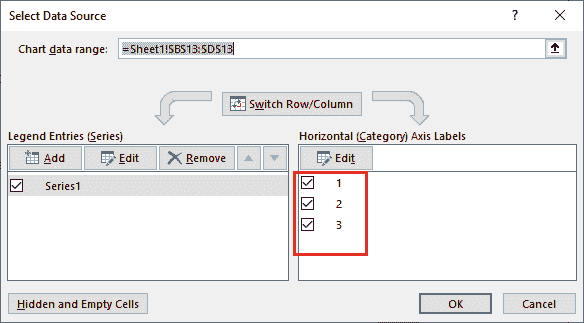 Select Data Source
? ×
Chart data range: =Sheet1!$B$13:$D$13
Switch Row/Column
Legend Entries (Series)
Add Edit Remove
Series1
Horizontal (Category) Axis Labels
Edit
1
2
3
Hidden and Empty Cells
OK Cancel